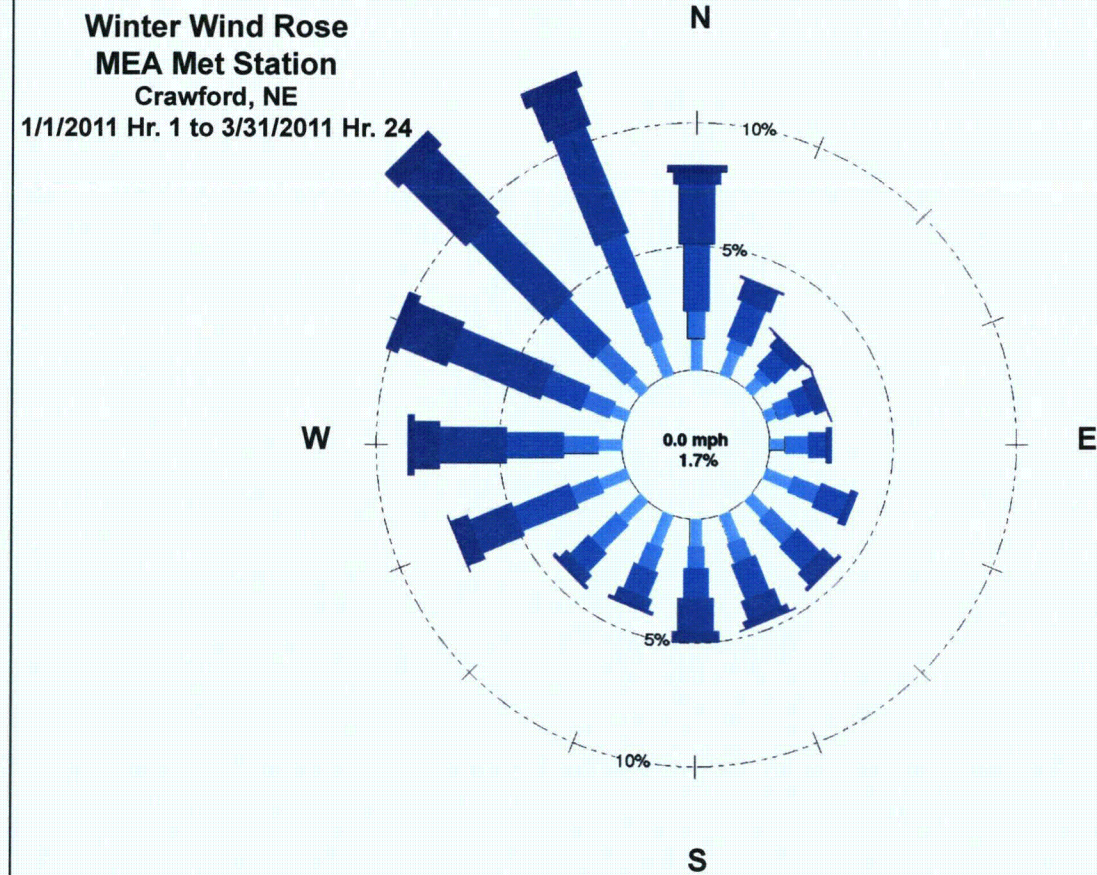 Winter Wind Rose
MEA Met Station
Crawford, NE
1/1/2011 Hr. 1 to 3/31/2011 Hr. 24
N
10%
5%
W
0.0 mph
1.7%
E
5%
10%
S